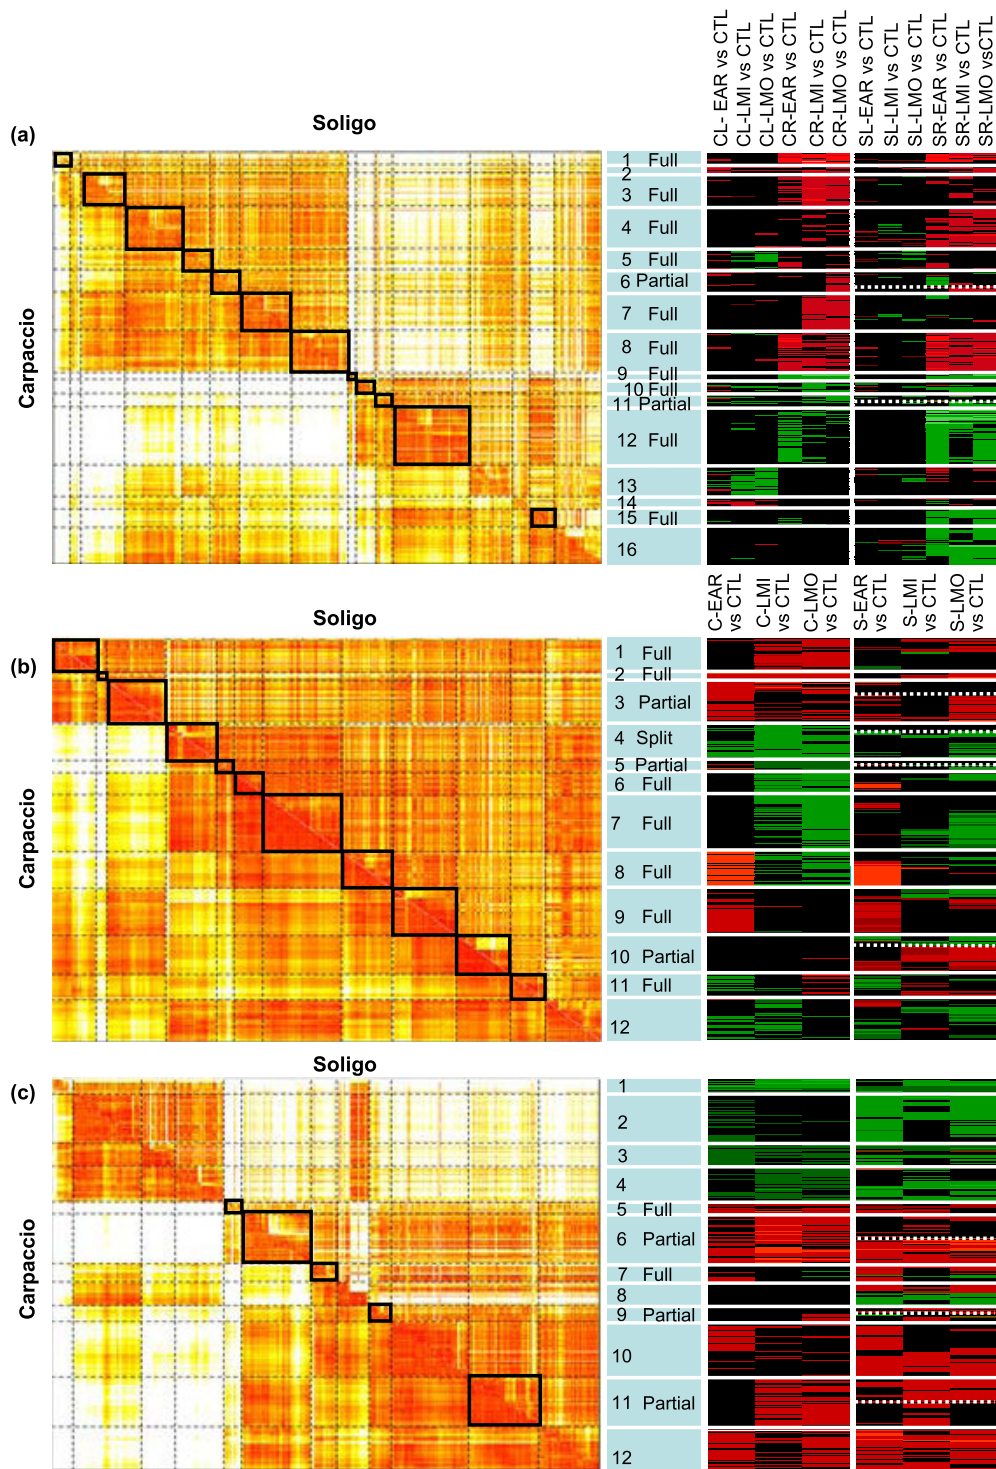 CL- EAR vs CTL
CL-LMI vs CTL
CL-LMO vs CTL
CR-EAR vs CTL
CR-LMI vs CTL
CR-LMO vs CTL
SL-EAR vs CTL
SL-LMI vs CTL
SL-LMO vs CTL
SR-EAR vs CTL
SR-LMI vs CTL
SR-LMO vsCTL
(a)
Soligo
Carpaccio
1 Full
2
3 Full
4 Full
5 Full
6 Partial
7 Full
8 Full
9 Full
10 Full
11 Partial
12 Full
13
14
15 Full
16
C-EAR
vs CTL
C-LMI
vs CTL
C-LMO
vs CTL
S-EAR
vs CTL
S-LMI
vs CTL
S-LMO
vs CTL
(b)
Soligo
Carpaccio
1 Full
2 Full
3 Partial
4 Split
5 Partial
6 Full
7 Full
8 Full
9 Full
10 Partial
11 Full
12
(c)
Soligo
Carpaccio
1
2
3
4
5 Full
6 Partial
7 Full
8
9 Partial
10
11 Partial
12